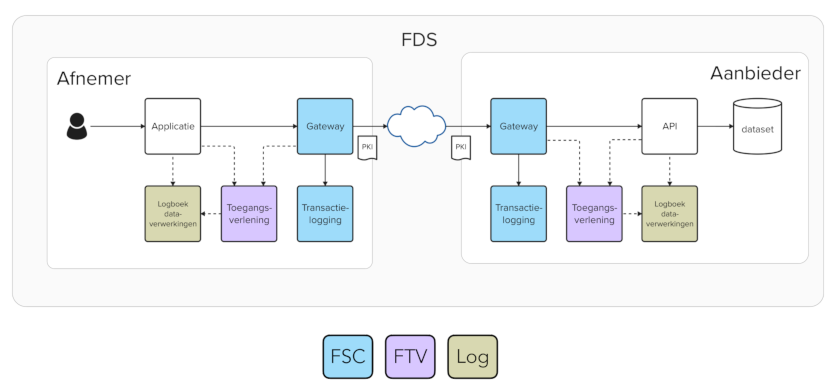 FDS
Afnemer
Aanbieder
Applicatie
Gateway
PKI
PKI
Gateway
API
dataset
Logboek
data-
verwerkingen
Toegangs-
verlening
Transactie-
logging
Transactie-
logging
Toegangs-
verlening
Logboek
data-
verwerkingen
FSC
FTV
Log